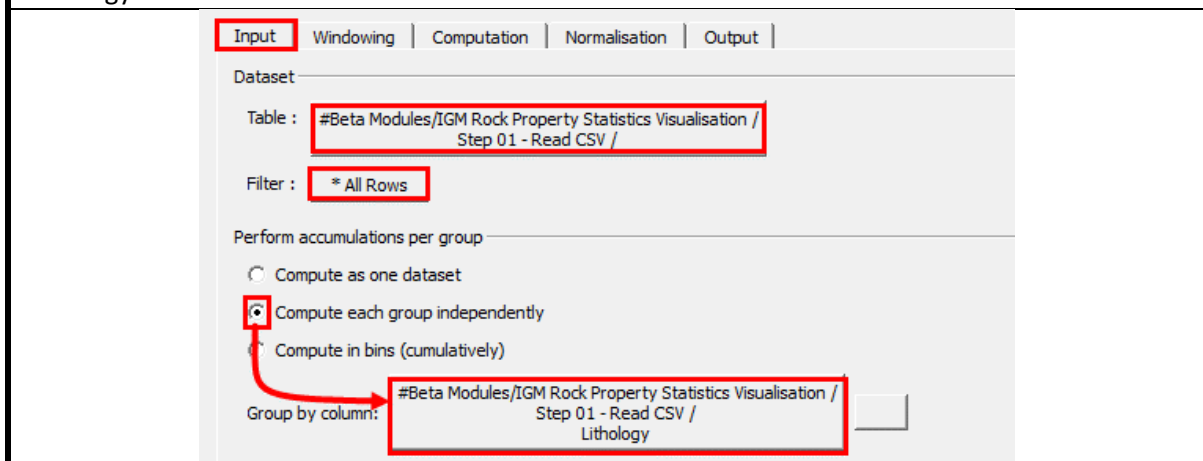 Input Windowing Computation Normalisation Output
Dataset
Table : #Beta Modules/IGM Rock Property Statistics Visualisation /
Step 01 - Read CSV /
Filter : * All Rows
Perform accumulations per group
Compute as one dataset
Compute each group independently
Compute in bins (cumulatively)
#Beta Modules/IGM Rock Property Statistics Visualisation /
Group by column: Step 01 - Read CSV /
Lithology